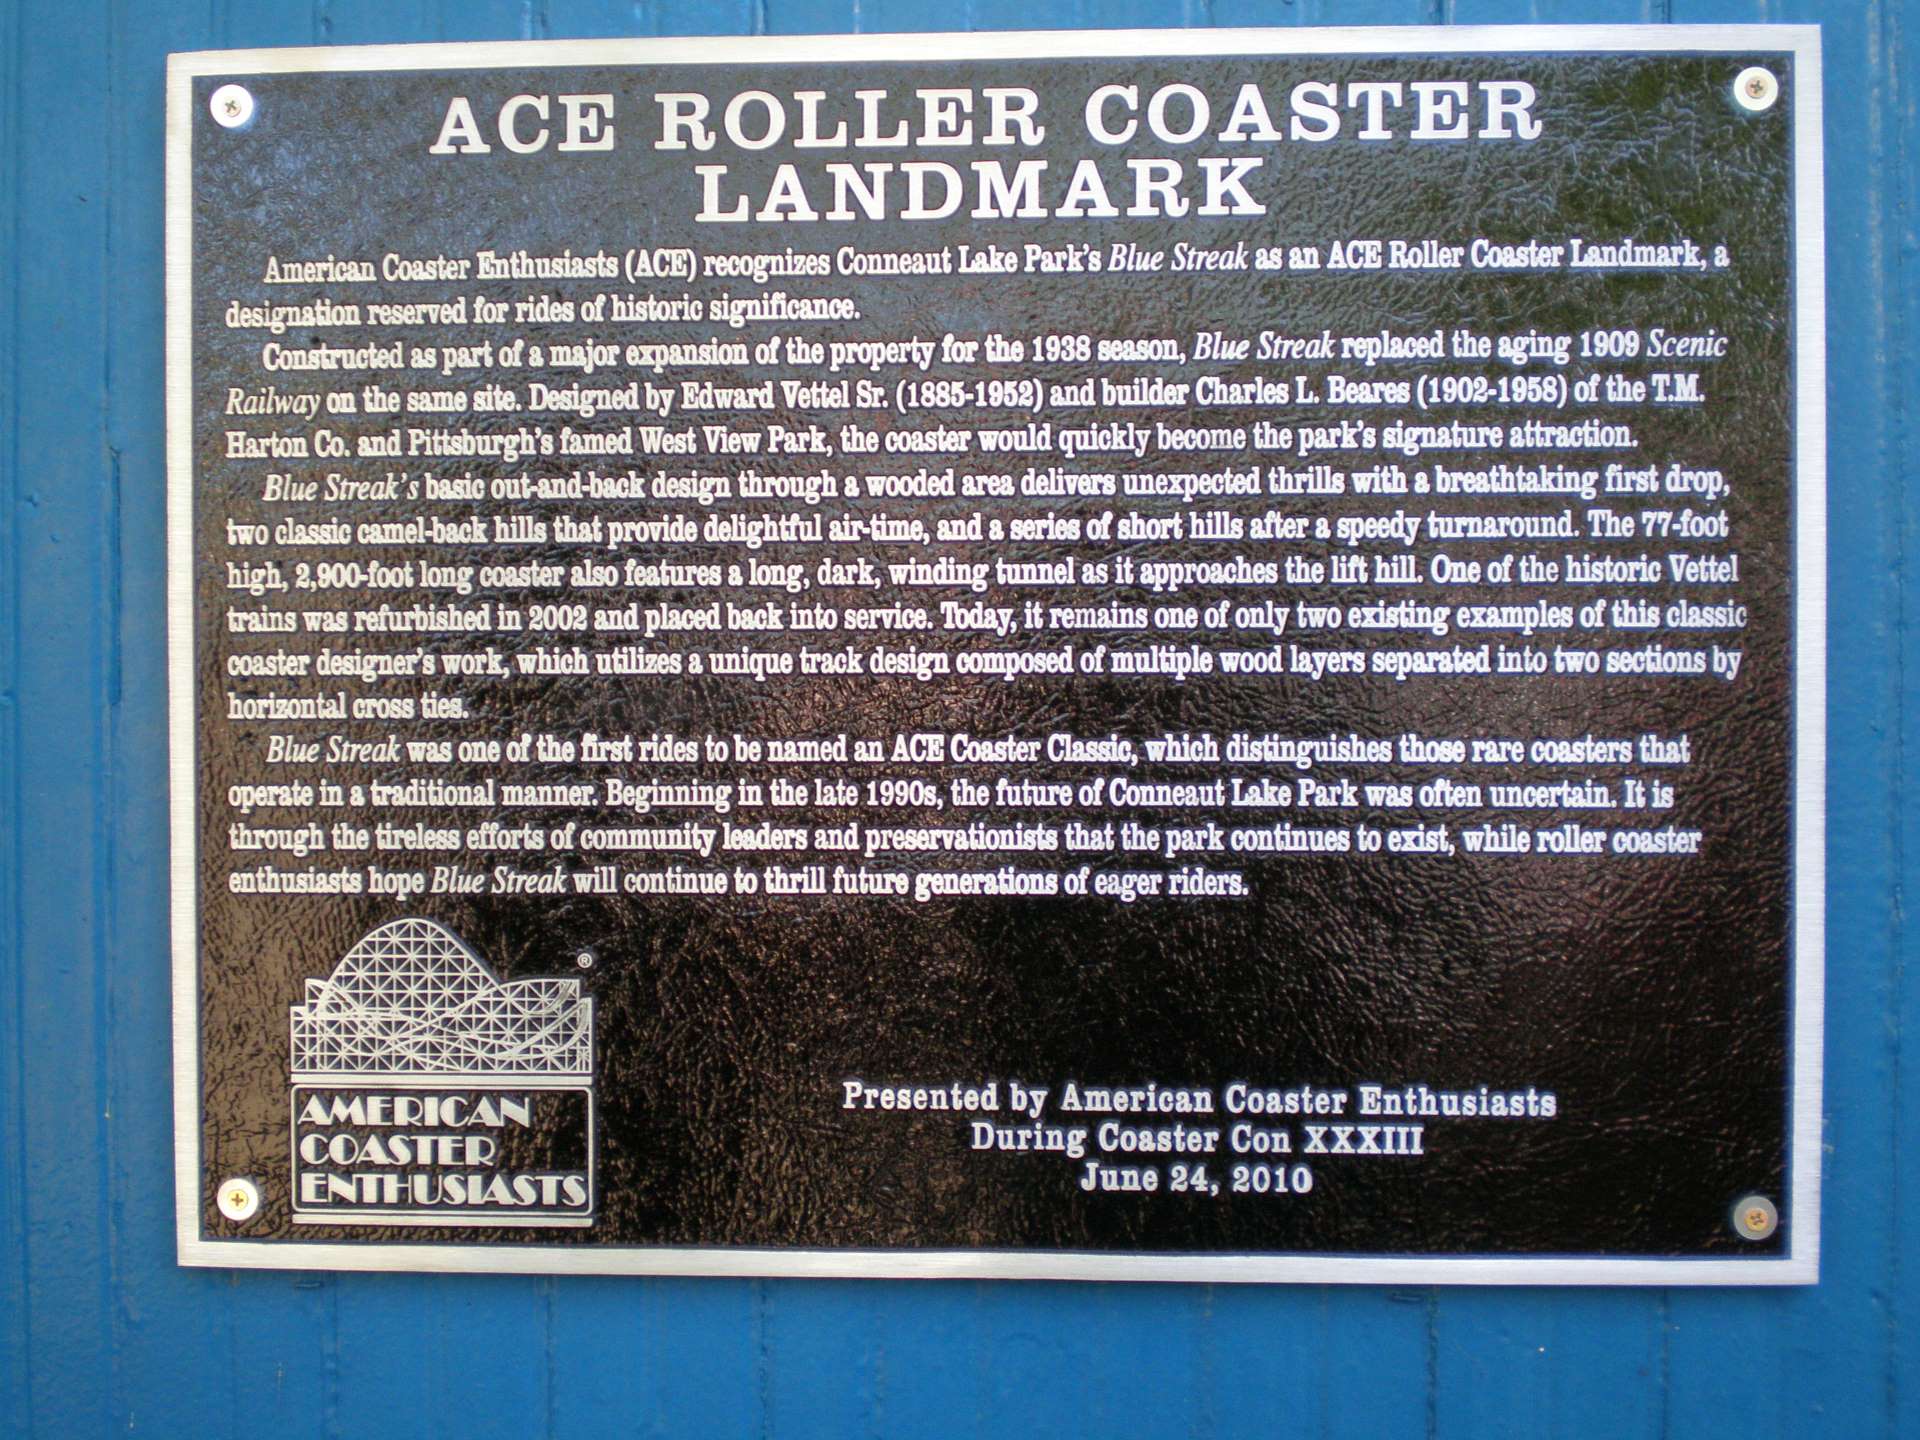 ACE ROLLER COASTER
LANDMARK
American Coaster Enthusiasts (ACE) recognizes Conneaut Lake Park's Blue Streak as an ACE Roller Coaster Landmark, a
designation reserved for rides of historic significance.
Constructed as part of a major expansion of the property for the 1938 season, Blue Streak replaced the aging 1909 Scenic
Railway on the same site. Designed by Edward Vettel Sr. (1885-1952) and builder Charles L. Beares (1902-1958) of the T.M.
Harton Co. and Pittsburgh's famed West View Park, the coaster would quickly become the park's signature attraction.
Blue Streak's basic out-and-back design through a wooded area delivers unexpected thrills with a breathtaking first drop,
two classic camel-back hills that provide delightful air-time, and a series of short hills after a speedy turnaround. The 77-foot
high, 2,900-foot long coaster also features a long, dark, winding tunnel as it approaches the lift hill. One of the historic Vettel
trains was refurbished in 2002 and placed back into service. Today, it remains one of only two existing examples of this classic
coaster designer's work, which utilizes a unique track design composed of multiple wood layers separated into two sections by
horizontal cross ties.
Blue Streak was one of the first rides to be named an ACE Coaster Classic, which distinguishes those rare coasters that
operate in a traditional manner. Beginning in the late 1990s, the future of Conneaut Lake Park was often uncertain. It is
through the tireless efforts of community leaders and preservationists that the park continues to exist, while roller coaster
enthusiasts hope Blue Streak will continue to thrill future generations of eager riders.
®
AMERICAN
COASTER
ENTHUSIASTS
Presented by American Coaster Enthusiasts
During Coaster Con XXXIII
June 24, 2010